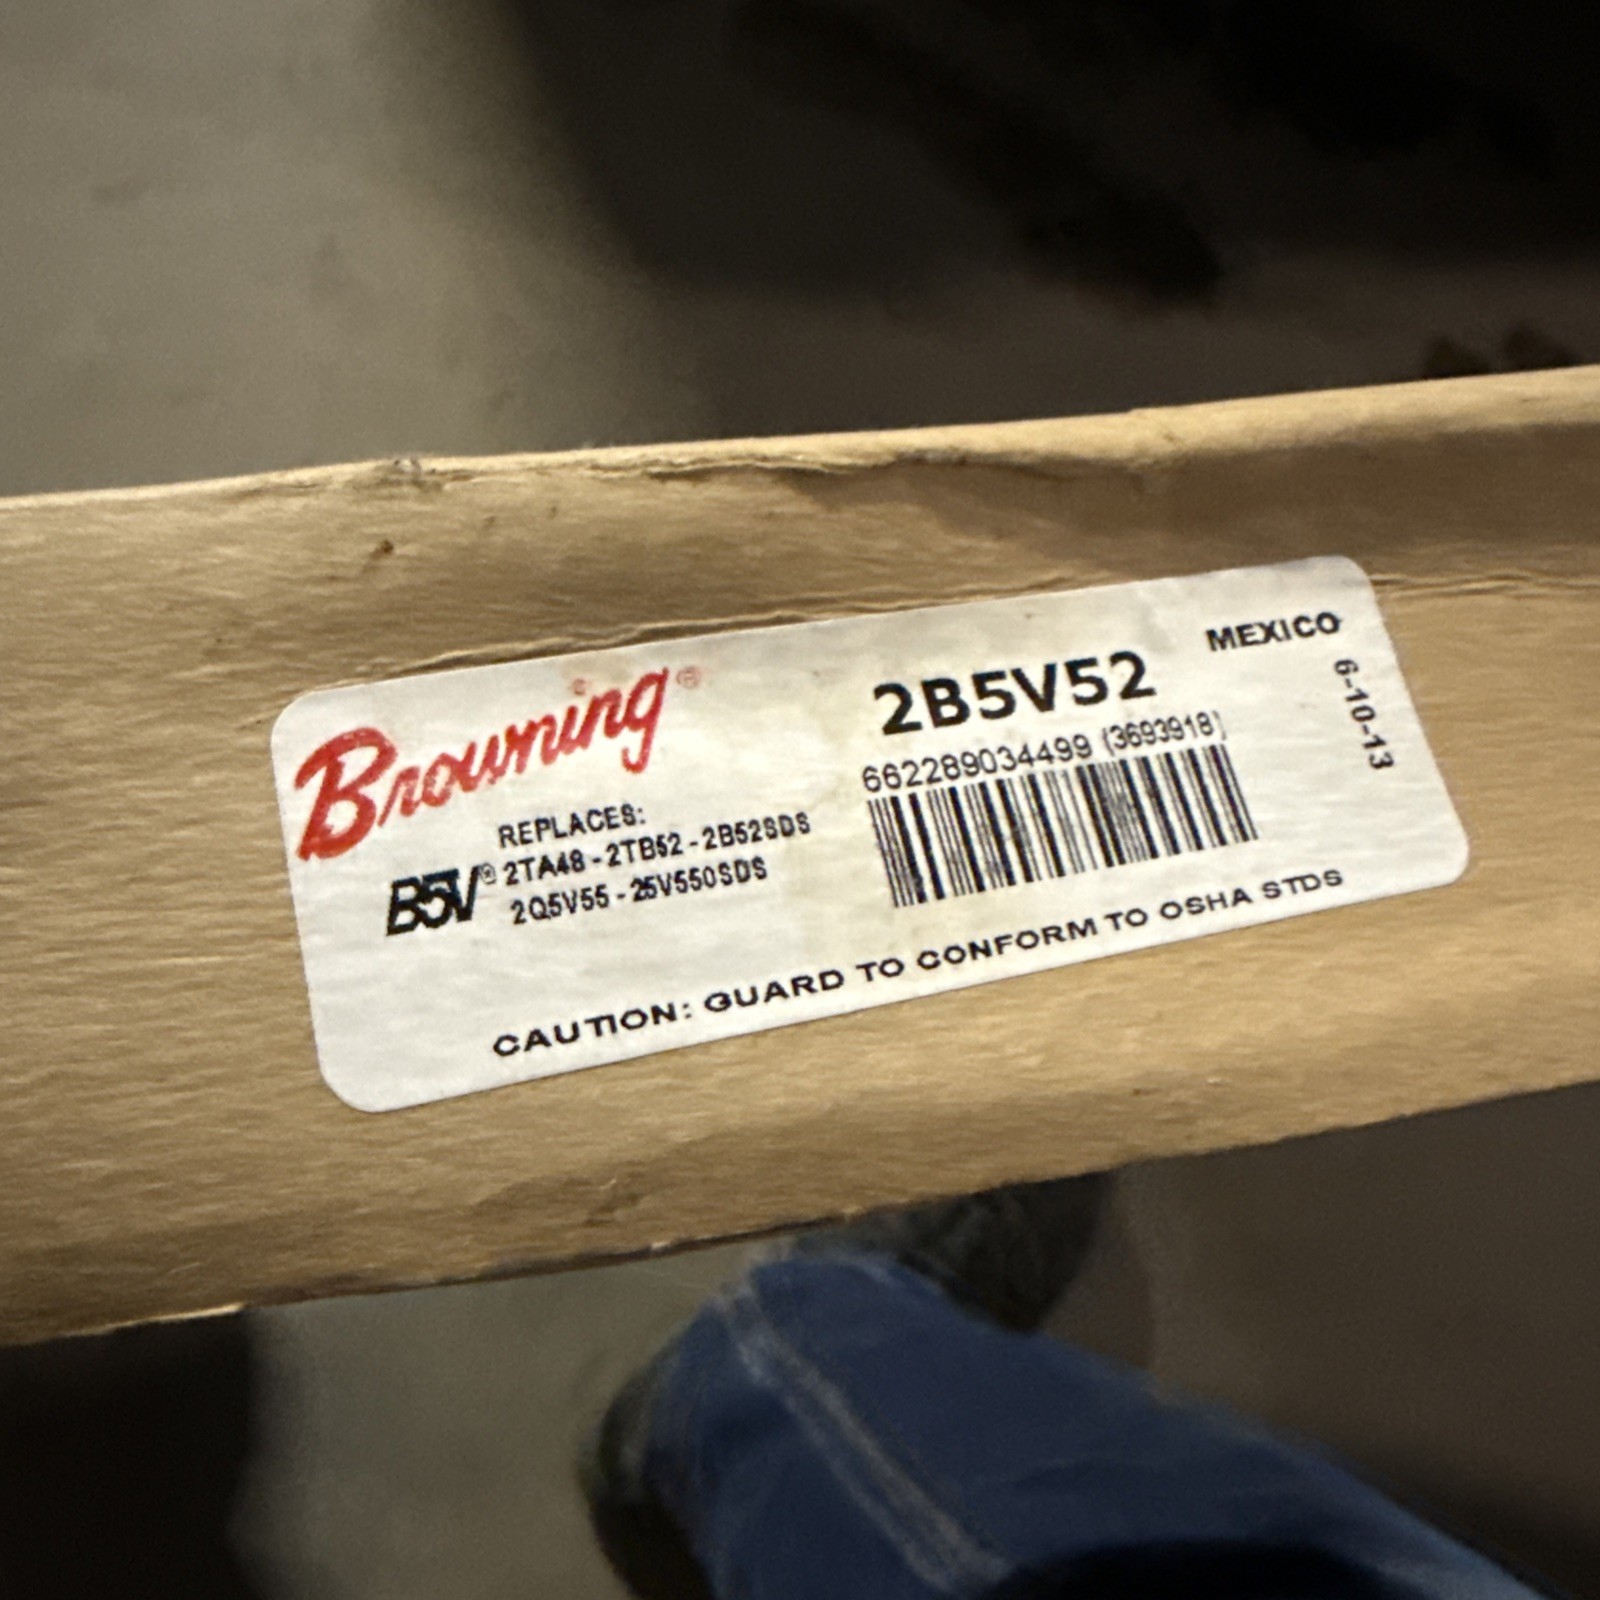 Browning®
2B5V52
MEXICO
6-10-13
662289034499 (3693918)
REPLACES:
B5V® 2TA48 - 2TB52 - 2B52SDS
2Q5V55 - 25V550SDS
CAUTION: GUARD TO CONFORM TO OSHA STDS